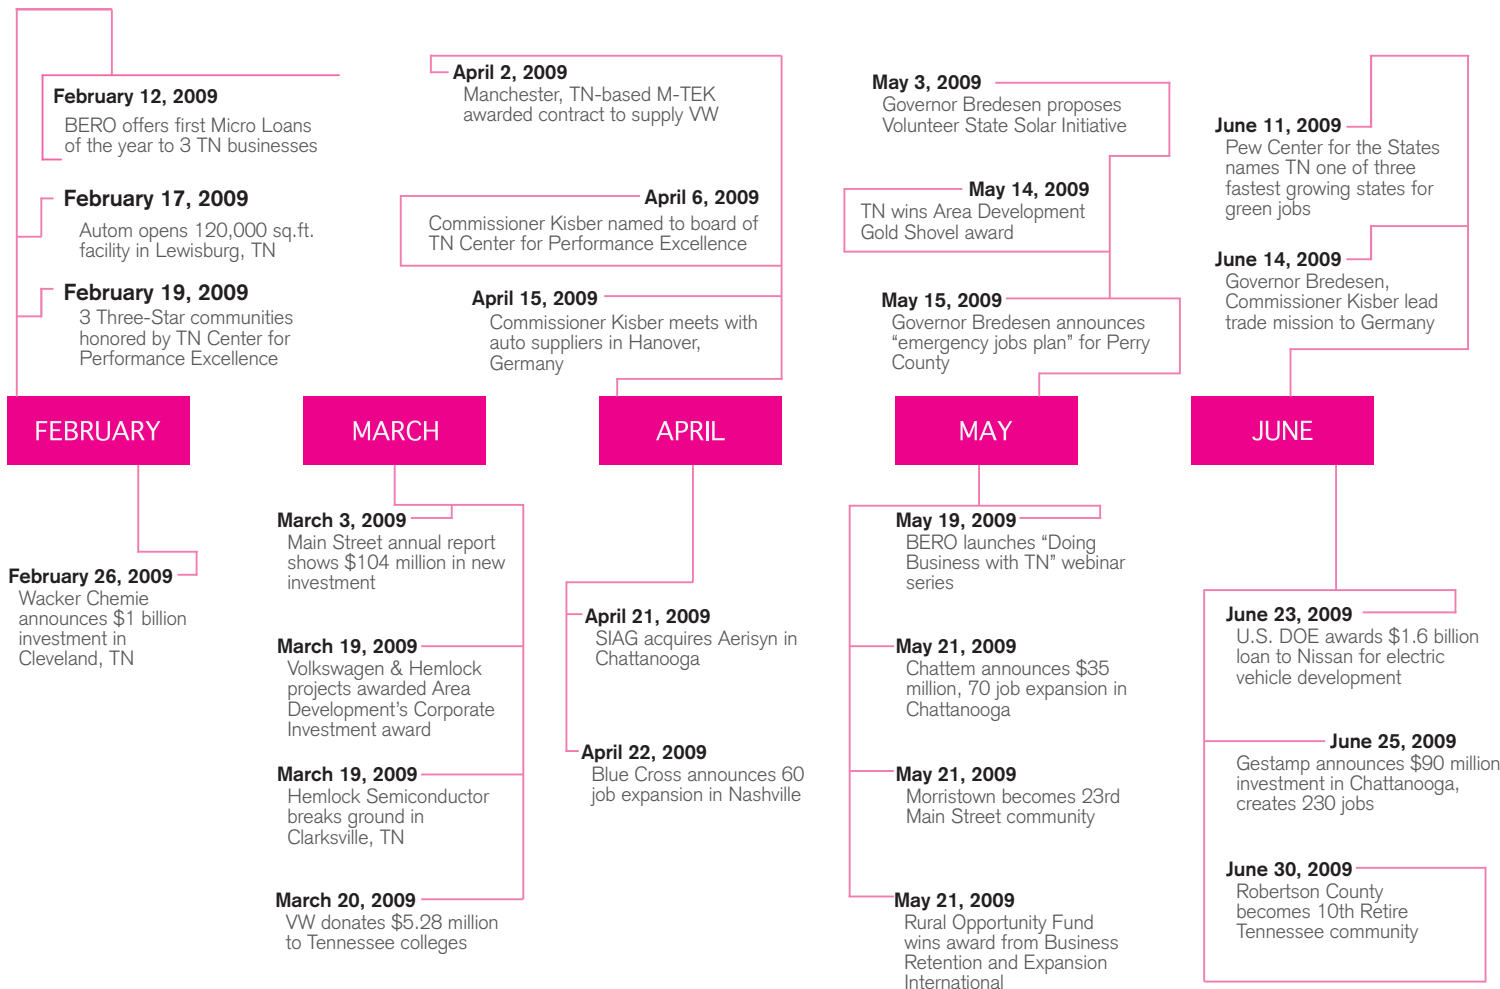 February 12, 2009
BERO offers first Micro Loans
of the year to 3 TN businesses
February 17, 2009
Autom opens 120,000 sq.ft.
facility in Lewisburg, TN
February 19, 2009
3 Three-Star communities
honored by TN Center for
Performance Excellence
April 2, 2009
Manchester, TN-based M-TEK
awarded contract to supply VW
April 6, 2009
Commissioner Kisber named to board of
TN Center for Performance Excellence
April 15, 2009
Commissioner Kisber meets with
auto suppliers in Hanover,
Germany
May 3, 2009
Governor Bredesen proposes
Volunteer State Solar Initiative
May 14, 2009
TN wins Area Development
Gold Shovel award
May 15, 2009
Governor Bredesen announces
“emergency jobs plan” for Perry
County
June 11, 2009
Pew Center for the States
names TN one of three
fastest growing states for
green jobs
June 14, 2009
Governor Bredesen,
Commissioner Kisber lead
trade mission to Germany
FEBRUARY
MARCH
APRIL
MAY
JUNE
February 26, 2009
Wacker Chemie
announces $1 billion
investment in
Cleveland, TN
March 3, 2009
Main Street annual report
shows $104 million in new
investment
March 19, 2009
Volkswagen & Hemlock
projects awarded Area
Development’s Corporate
Investment award
March 19, 2009
Hemlock Semiconductor
breaks ground in
Clarksville, TN
March 20, 2009
VW donates $5.28 million
to Tennessee colleges
April 21, 2009
SIAG acquires Aerisyn in
Chattanooga
April 22, 2009
Blue Cross announces 60
job expansion in Nashville
May 19, 2009
BERO launches “Doing
Business with TN” webinar
series
May 21, 2009
Chattem announces $35
million, 70 job expansion in
Chattanooga
May 21, 2009
Morristown becomes 23rd
Main Street community
May 21, 2009
Rural Opportunity Fund
wins award from Business
Retention and Expansion
International
June 23, 2009
U.S. DOE awards $1.6 billion
loan to Nissan for electric
vehicle development
June 25, 2009
Gestamp announces $90 million
investment in Chattanooga,
creates 230 jobs
June 30, 2009
Robertson County
becomes 10th Retire
Tennessee community